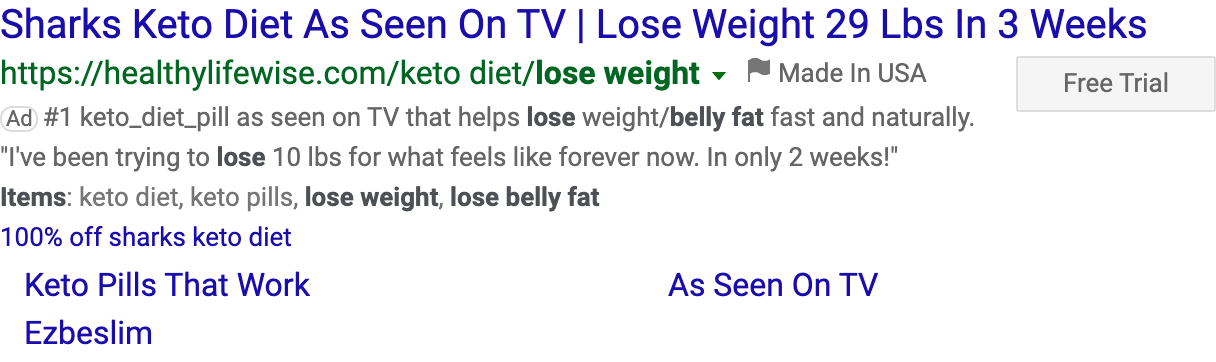 Sharks Keto Diet As Seen On TV | Lose Weight 29 Lbs In 3 Weeks
https://healthylifewise.com/keto diet/lose weight Made In USA
Free Trial
Ad #1 keto_diet_pill as seen on TV that helps lose weight/belly fat fast and naturally.
"I've been trying to lose 10 lbs for what feels like forever now. In only 2 weeks!"
Items: keto diet, keto pills, lose weight, lose belly fat
100% off sharks keto diet
Keto Pills That Work As Seen On TV
Ezbeslim